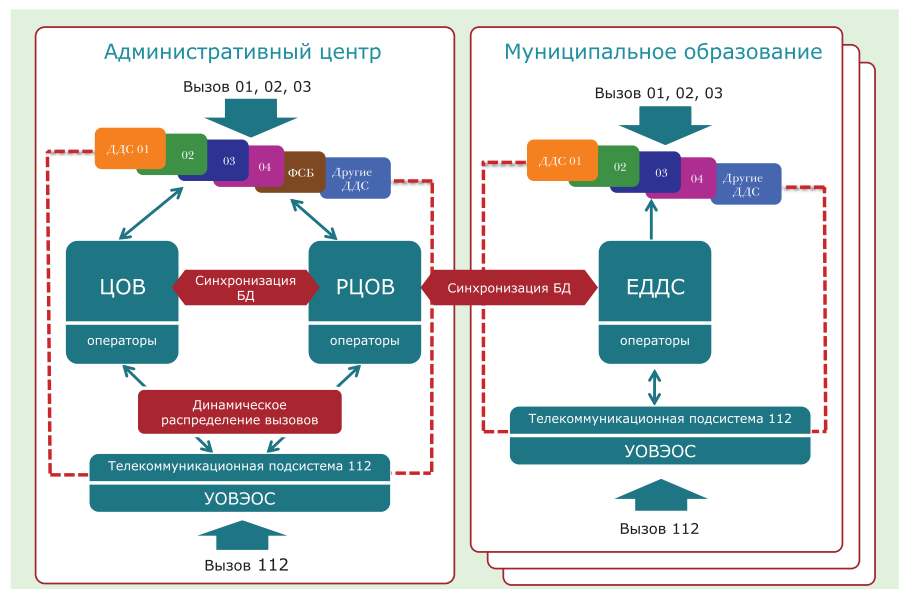 Административный центр
Вызов 01, 02, 03
ДДС 01
02
03
04
ФСБ
Другие
ДДС
ЦОВ
операторы
Синхронизация
БД
РЦОВ
операторы
Динамическое
распределение вызовов
Телекоммуникационная подсистема 112
УОВЭОС
Вызов 112
Синхронизация БД
Муниципальное образование
Вызов 01, 02, 03
ДДС 01
02
03
04
Другие
ДДС
ЕДДС
операторы
Телекоммуникационная подсистема 112
УОВЭОС
Вызов 112